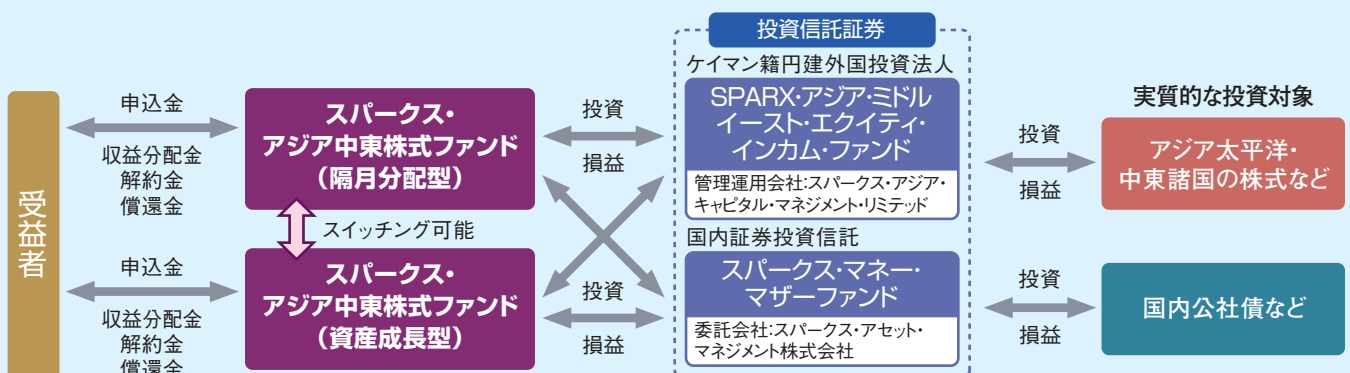 投資信託証券
ケイマン籍円建外国投資法人
受益者
申込金
収益分配金
解約金
償還金
スパークス・
アジア中東株式ファンド
（隔月分配型）
投資
損益
SPARX・アジア・ミドル
イースト・エクイティ・
インカム・ファンド
管理運用会社:スパークス・アジア・
キャピタル・マネジメント・リミテッド
投資
損益
実質的な投資対象
アジア太平洋・
中東諸国の株式など
スイッチング可能
申込金
収益分配金
解約金
償還金
スパークス・
アジア中東株式ファンド
（資産成長型）
投資
損益
国内証券投資信託
スパークス・マネー・
マザーファンド
委託会社:スパークス・アセット・
マネジメント株式会社
投資
損益
国内公社債など